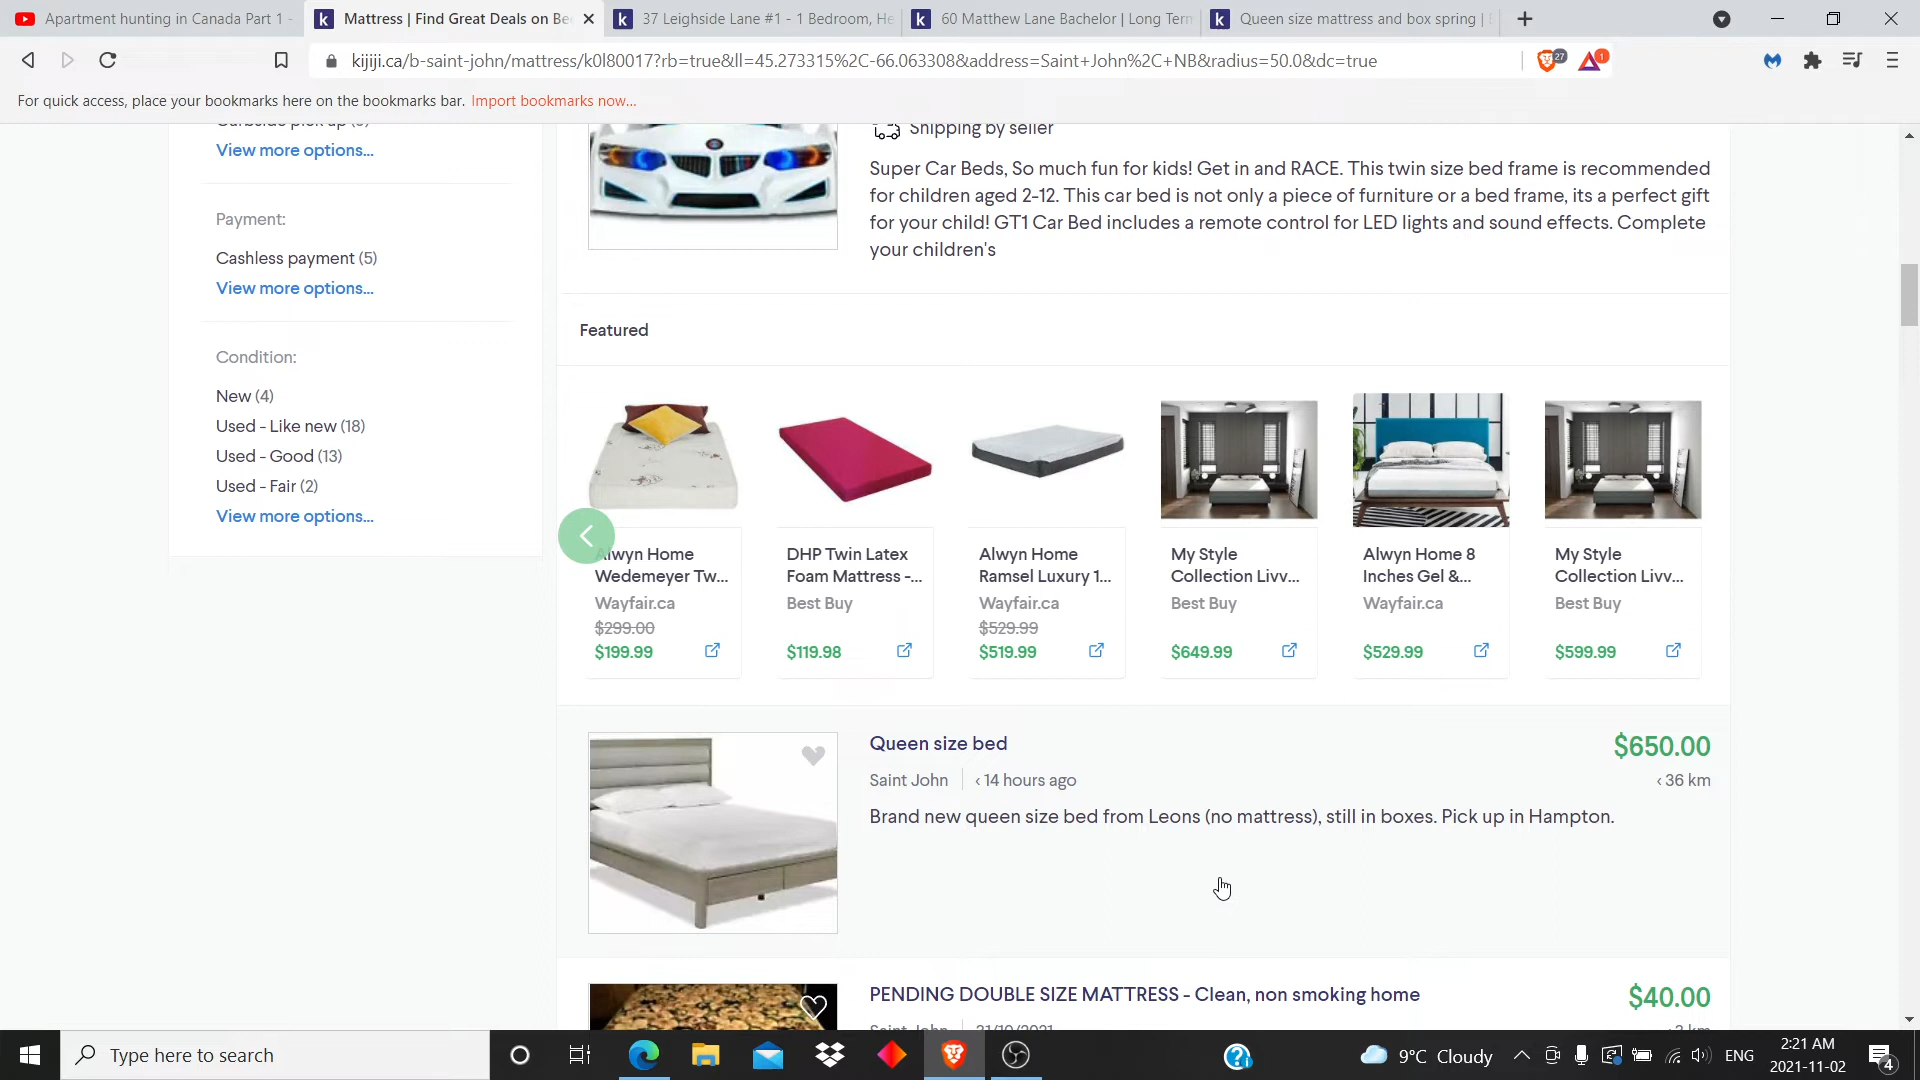 Apartment hunting in Canada Part 1 -
Mattress | Find Great Deals on Be
37 Leighside Lane #1 - 1 Bedroom, He
60 Matthew Lane Bachelor | Long Term
Queen size mattress and box spring |
kijiji.ca/b-saint-john/mattress/k0l80017?rb=true&ll=45.273315%2C-66.063308&address=Saint+John%2C+NB&radius=50.0&dc=true
27
1
For quick access, place your bookmarks here on the bookmarks bar. Import bookmarks now...
View more options...
Payment:
Cashless payment (5)
View more options...
Condition:
New (4)
Used - Like new (18)
Used - Good (13)
Used - Fair (2)
View more options...
Shipping by seller
Super Car Beds, So much fun for kids! Get in and RACE. This twin size bed frame is recommended
for children aged 2-12. This car bed is not only a piece of furniture or a bed frame, its a perfect gift
for your child! GT1 Car Bed includes a remote control for LED lights and sound effects. Complete
your children's
Featured
Alwyn Home
Wedemeyer Tw...
Wayfair.ca
$299.00
$199.99
DHP Twin Latex
Foam Mattress -...
Best Buy
$119.98
Alwyn Home
Ramsel Luxury 1...
Wayfair.ca
$529.99
$519.99
My Style
Collection Livv...
Best Buy
$649.99
Alwyn Home 8
Inches Gel &...
Wayfair.ca
$529.99
My Style
Collection Livv...
Best Buy
$599.99
Queen size bed
$650.00
Saint John
< 14 hours ago
< 36 km
Brand new queen size bed from Leons (no mattress), still in boxes. Pick up in Hampton.
PENDING DOUBLE SIZE MATTRESS - Clean, non smoking home
$40.00
Saint John
31/10/2021
Type here to search
9°C Cloudy
ENG
2:21 AM
2021-11-02
4